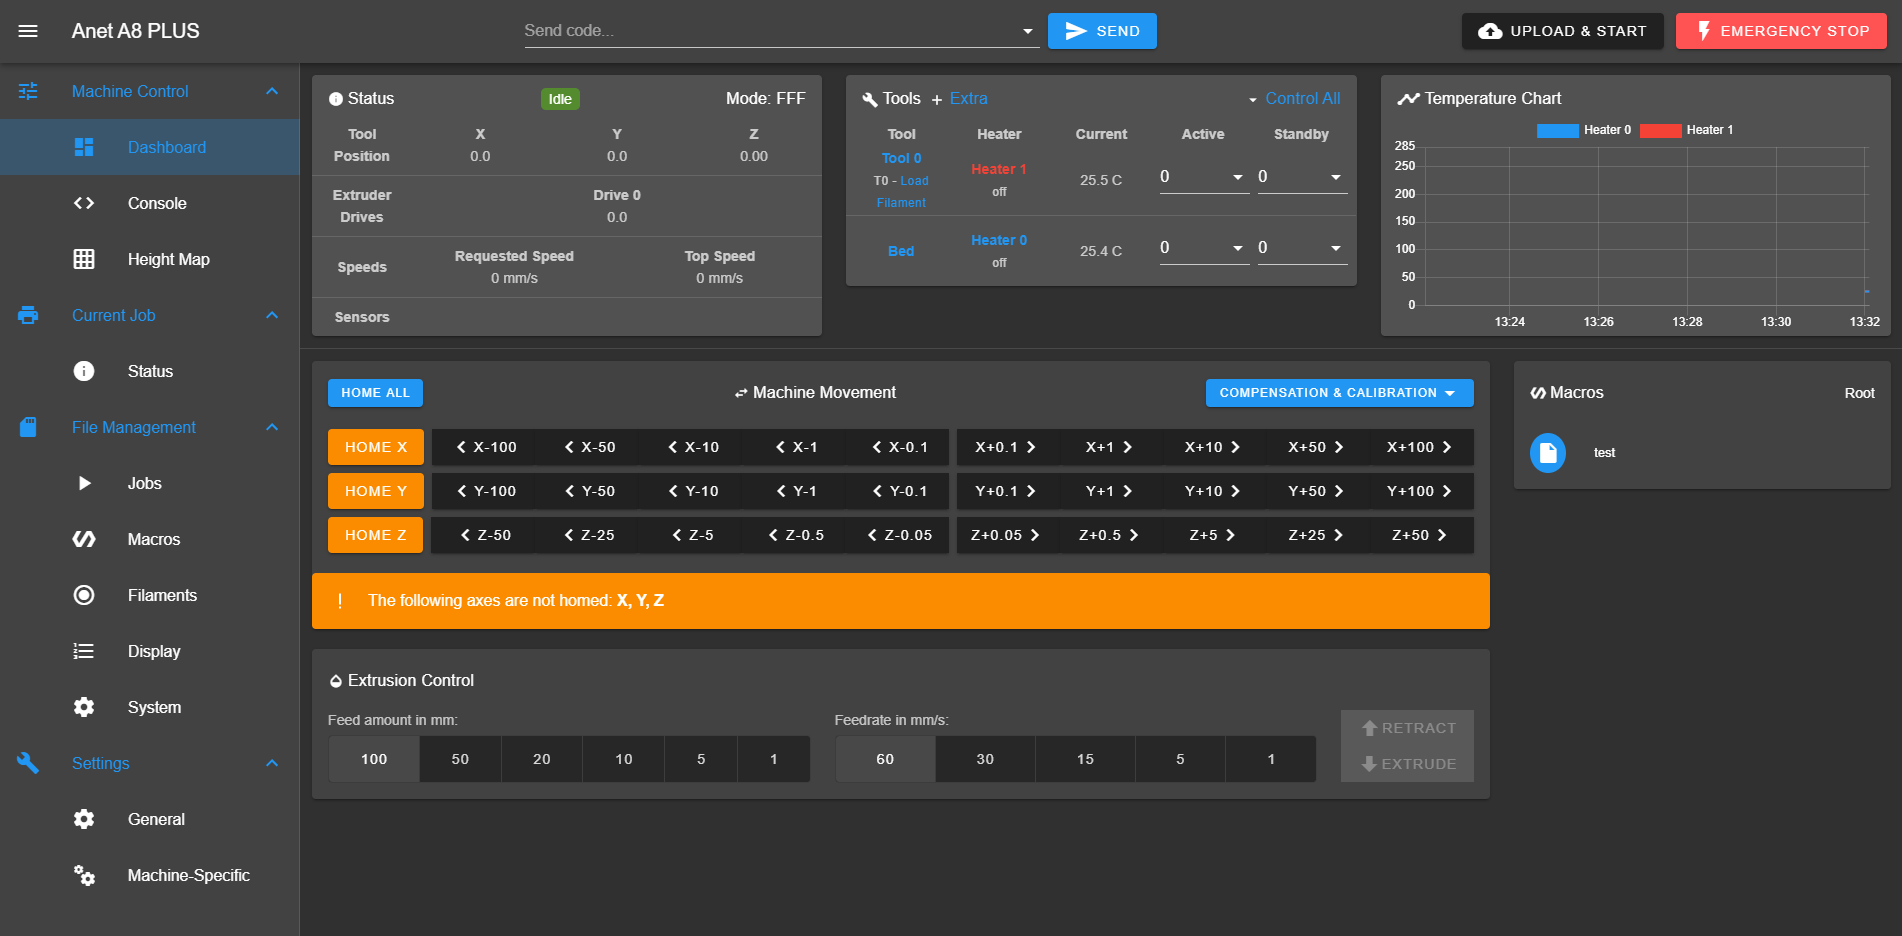 Anet A8 PLUS
Send code...
SEND
UPLOAD & START
EMERGENCY STOP
Machine Control
Dashboard
Console
Height Map
Current Job
Status
File Management
Jobs
Macros
Filaments
Display
System
Settings
General
Machine-Specific
Status
Idle
Mode: FFF
Tool Position
X
Y
Z
0.0
0.0
0.00
Extruder Drives
Drive 0
0.0
Speeds
Requested Speed
Top Speed
0 mm/s
0 mm/s
Sensors
Tools + Extra
Control All
Tool Heater Current Active Standby
Tool 0
T0 - Load
Filament
Heater 1
off
25.5 C
0
0
Bed
Heater 0
off
25.4 C
0
0
Temperature Chart
Heater 0 Heater 1
285
250
200
150
100
50
0
13:24 13:26 13:28 13:30 13:32
HOME ALL
Machine Movement
COMPENSATION & CALIBRATION
HOME X X-100 X-50 X-10 X-1 X-0.1 X+0.1 X+1 X+10 X+50 X+100
HOME Y Y-100 Y-50 Y-10 Y-1 Y-0.1 Y+0.1 Y+1 Y+10 Y+50 Y+100
HOME Z Z-50 Z-25 Z-5 Z-0.5 Z-0.05 Z+0.05 Z+0.5 Z+5 Z+25 Z+50
! The following axes are not homed: X, Y, Z
Extrusion Control
Feed amount in mm:
100 50 20 10 5 1
Feedrate in mm/s:
60 30 15 5 1
RETRACT
EXTRUDE
Macros
Root
test